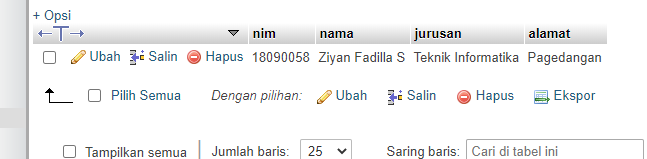 + Opsi
←T→ nim nama jurusan alamat
Ubah Salin Hapus 18090058 Ziyan Fadilla S Teknik Informatika Pagedangan
Pilih Semua Dengan pilihan: Ubah Salin Hapus Ekspor
Tampilkan semua | Jumlah baris: 25 Saring baris: Cari di tabel ini